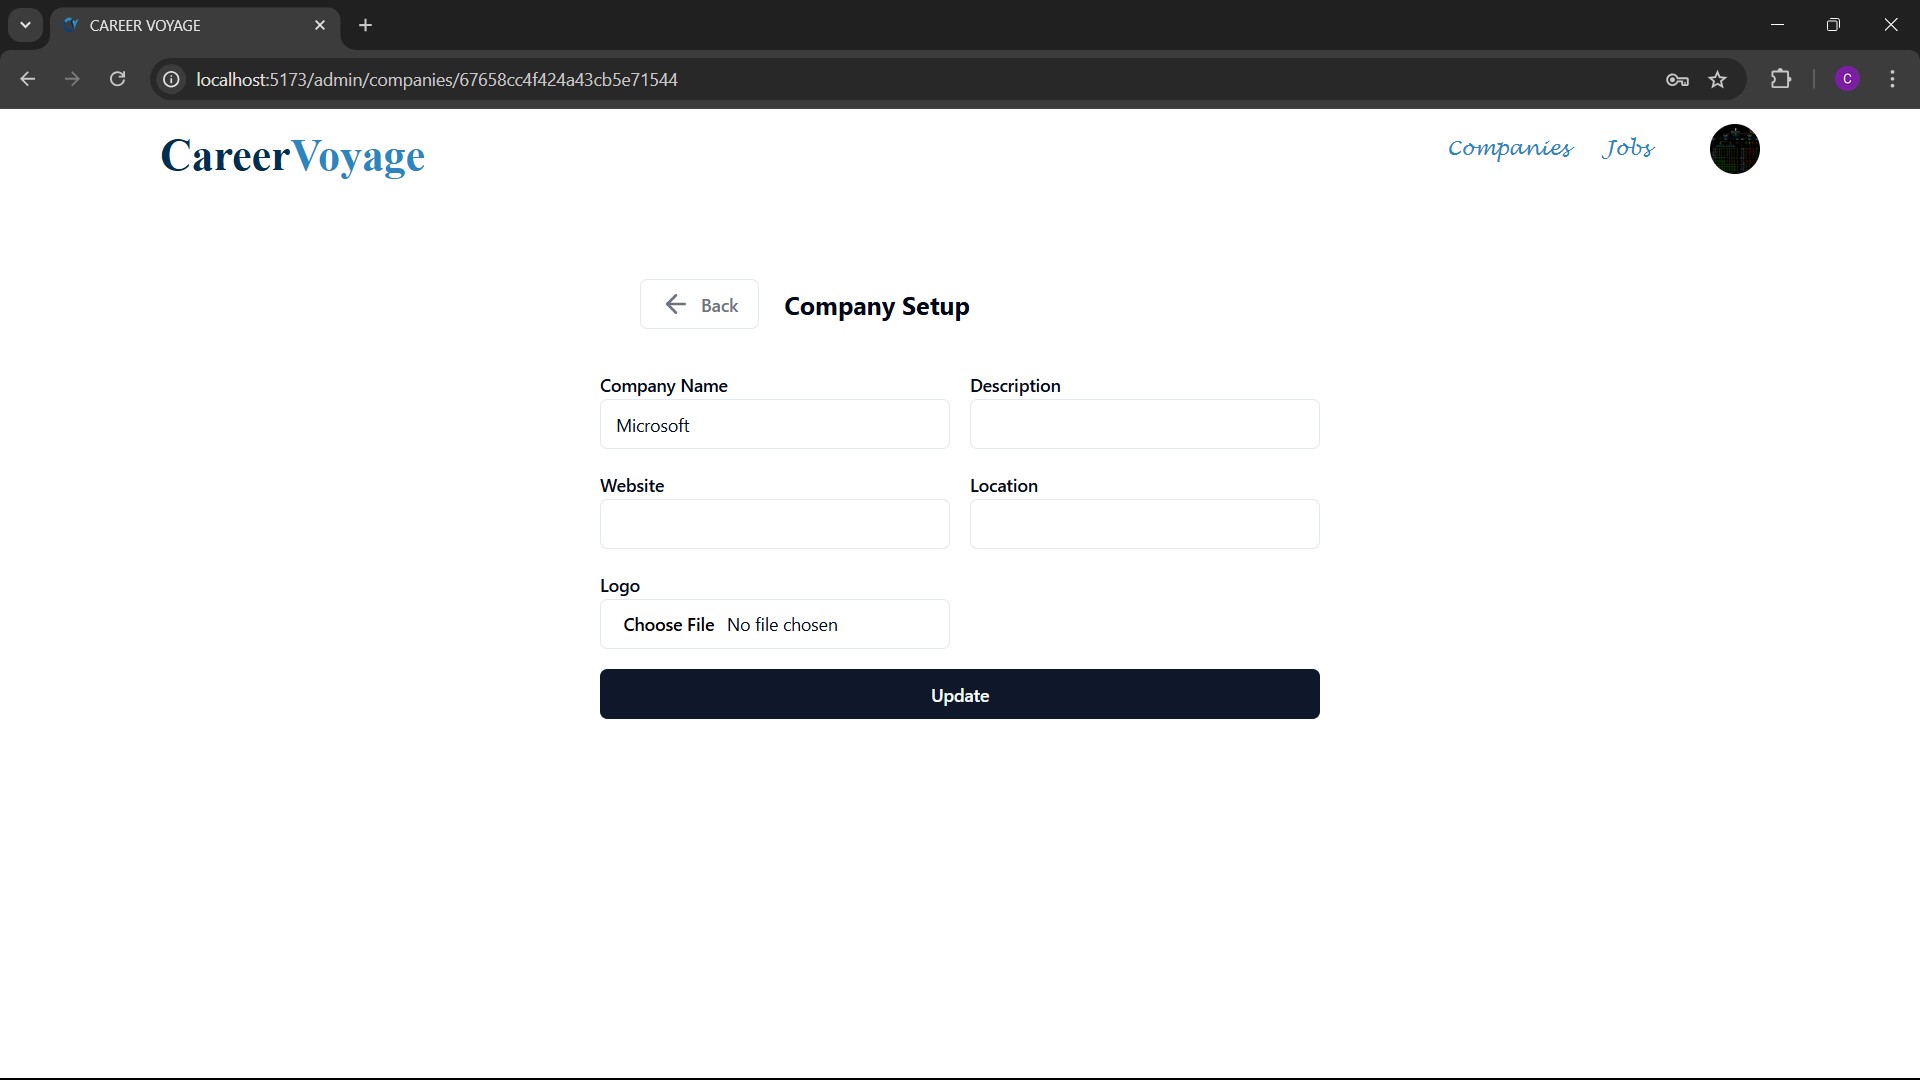 CAREER VOYAGE
localhost:5173/admin/companies/67658cc4f424a43cb5e71544
C
CareerVoyage
Companies Jobs
Back Company Setup
Company Name Description
Microsoft
Website Location
Logo
Choose File No file chosen
Update